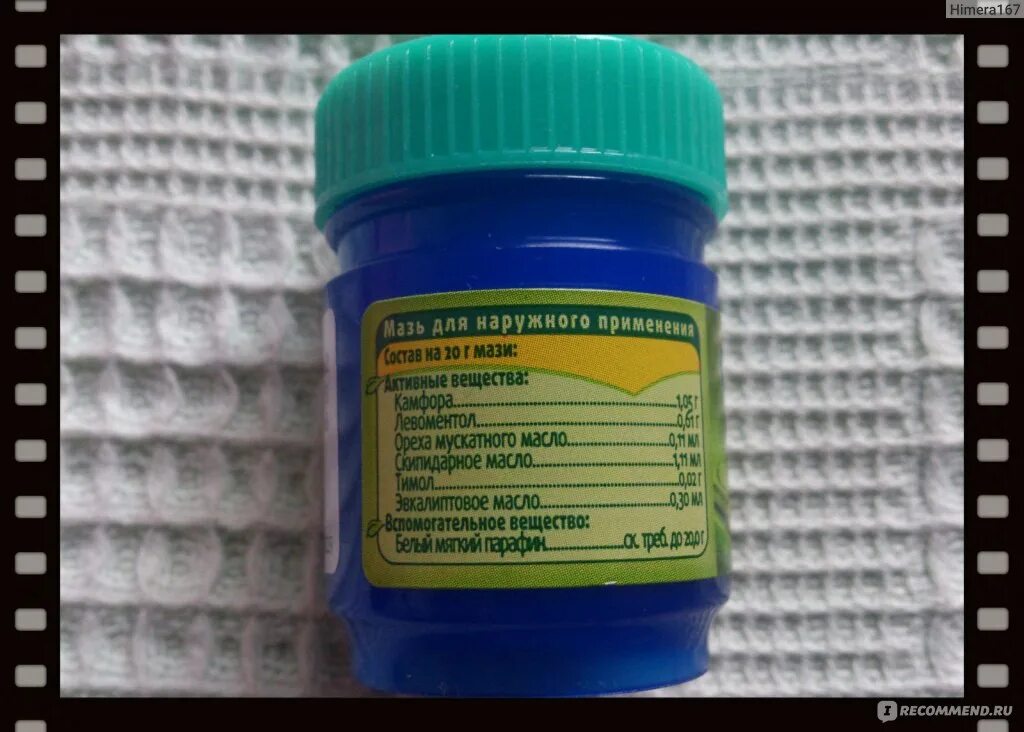 Himera167
Мазь для наружного применения
Состав на 20 г мази:
Активные вещества:
Камфора..........1,05 г
Левоментол..........0,61 г
Ореха мускатного масло..........0,11 мл
Скипидарное масло..........1,11 мл
Тимол..........0,02 г
Эвкалиптовое масло..........0,30 мл
Вспомогательное вещество:
Белый мягкий парафин..........ск. треб. до 20,0 г
IRECOMMEND.RU